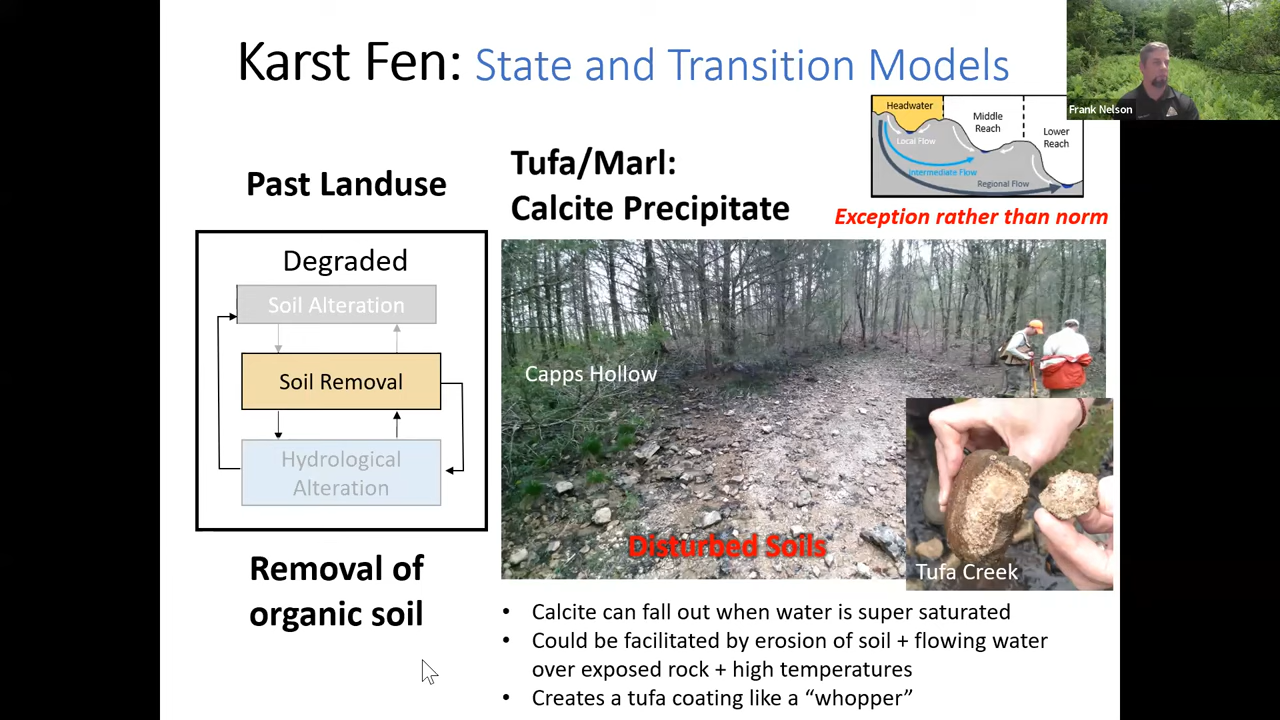 Karst Fen: State and Transition Models
Frank Nelson
Headwater
Middle
Reach
Lower
Reach
Local Flow
Intermediate Flow
Regional Flow
Exception rather than norm
Past Landuse
Degraded
Soil Alteration
Soil Removal
Hydrological
Alteration
Removal of
organic soil
Tufa/Marl:
Calcite Precipitate
Capps Hollow
Disturbed Soils
Tufa Creek
• Calcite can fall out when water is super saturated
• Could be facilitated by erosion of soil + flowing water
over exposed rock + high temperatures
• Creates a tufa coating like a “whopper”